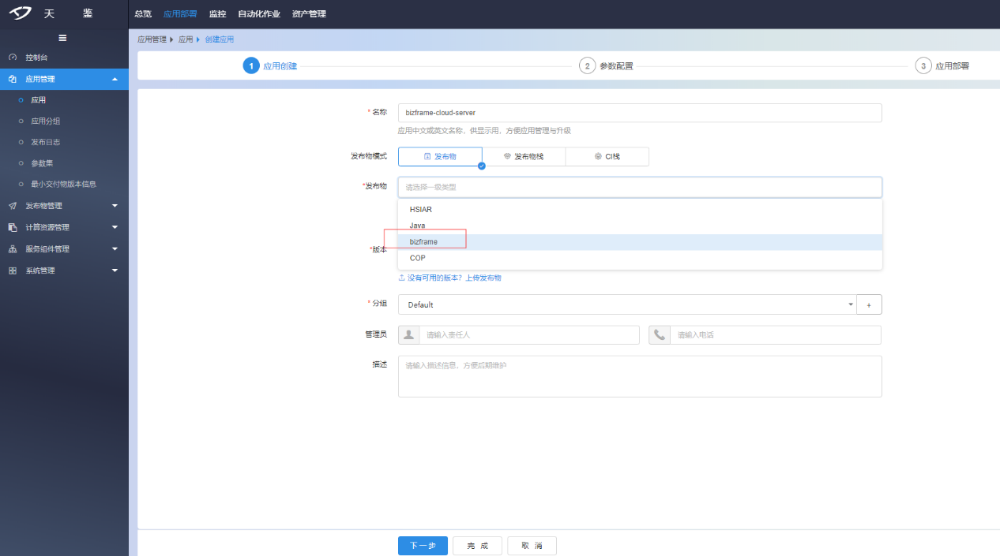 天 鉴
总览 应用部署 监控 自动化作业 资产管理
应用管理 应用 创建应用
控制台
应用管理
应用
应用分组
发布日志
参数集
最小交付物版本信息
发布物管理
计算资源管理
服务组件管理
系统管理
1 应用创建
2 参数配置
3 应用部署
* 名称 bizframe-cloud-server
应用中文或英文名称，供显示用，方便应用管理与升级
发布物模式 发布物 发布物栈 CI栈
*发布物 请选择一级类型
HSIAR
Java
bizframe
COP
*版本
没有可用的版本？上传发布物
* 分组 Default +
管理员 请输入责任人 请输入电话
描述 请输入描述信息，方便后期维护
下一步 完 成 取 消